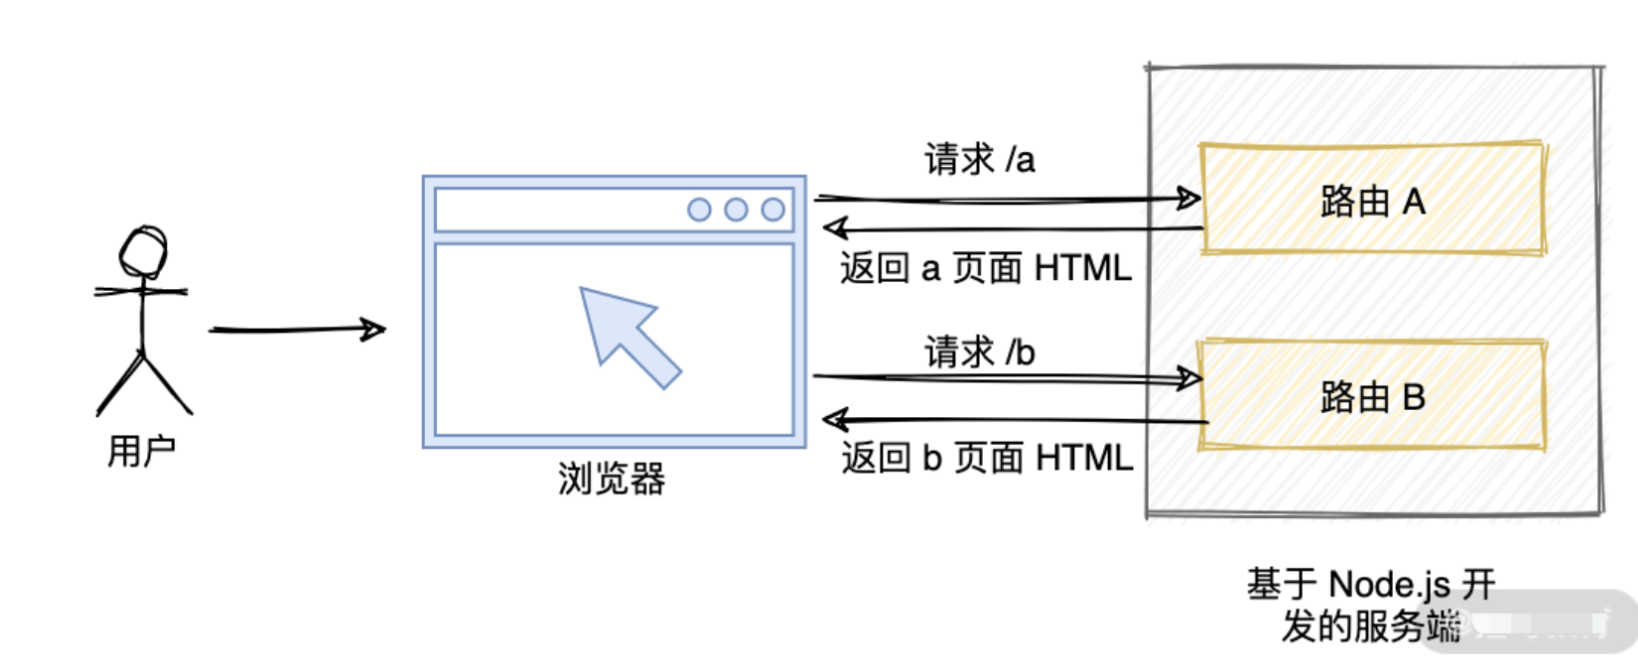 请求 /a
路由 A
返回 a 页面 HTML
请求 /b
路由 B
返回 b 页面 HTML
用户
浏览器
基于 Node.js 开
发的服务端